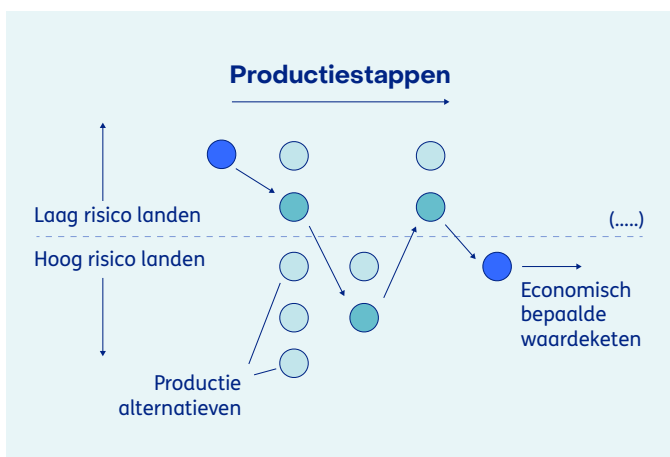 Productiestappen
Laag risico landen
(.....)
Hoog risico landen
Economisch
bepaalde
waardeketen
Productie
alternatieven